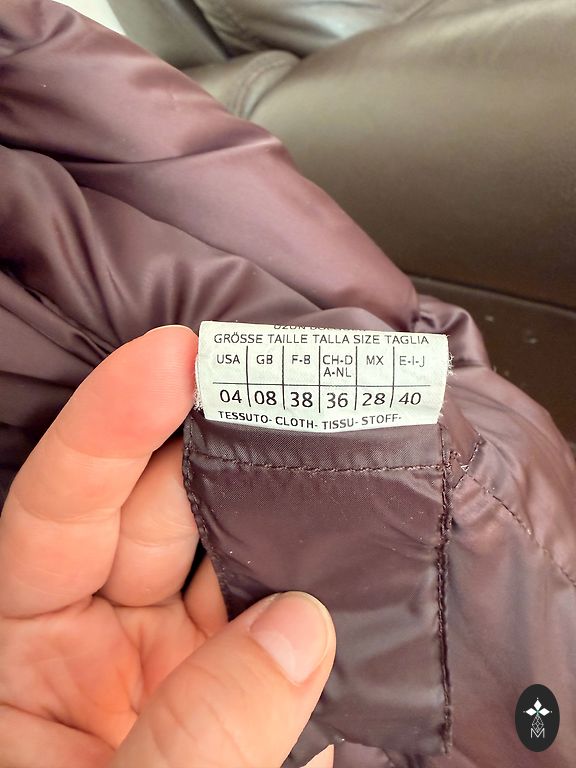 GRÖSSE TAILLE TALLA SIZE TAGLIA
USA GB F-B CH-D A-NL MX E-I-J
04 08 38 36 28 40
TESSUTO- CLOTH- TISSU- STOFF-